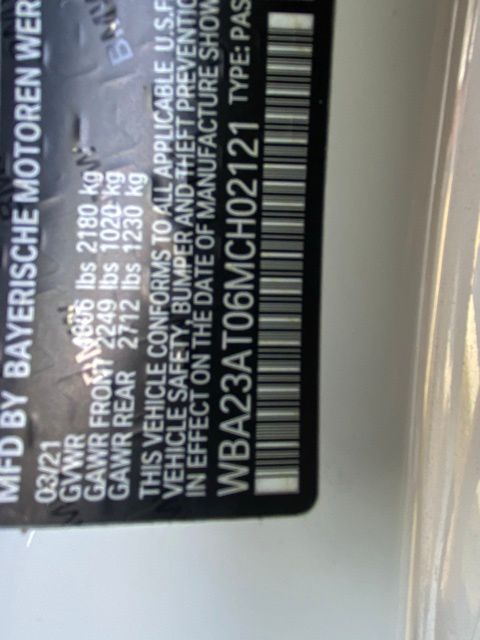 MFD BY BAYERISCHE MOTOREN WER
03/21
GVWR 4806 lbs 2180 kg
GAWR FRONT 2249 lbs 1020 kg
GAWR REAR 2712 lbs 1230 kg
THIS VEHICLE CONFORMS TO ALL APPLICABLE U.S.F
VEHICLE SAFETY, BUMPER AND THEFT PREVENTIO
IN EFFECT ON THE DATE OF MANUFACTURE SHOW
WBA23AT06MCH02121 TYPE: PAS